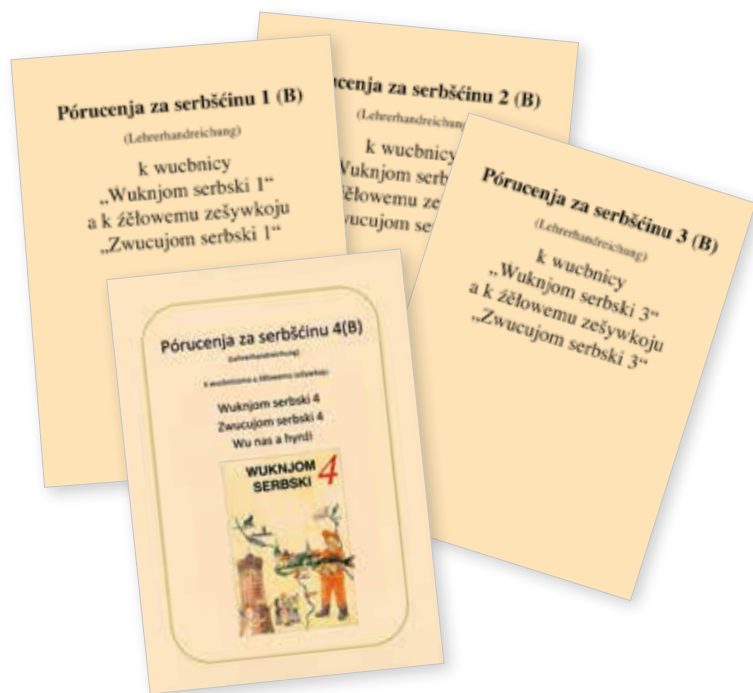 Pórucenja za serbšćinu 1 (B)
(Lehrerhandreichung)
k wucbnicy
„Wuknjom serbski 1“
a k źěłowemu zešywkoju
„Zwucujom serbski 1“
cenja za serbšćinu 2 (B)
(Lehrerhandreichung
k wucbnicy
Wuknjom serb
źěłowemu ze
wucujom se
Pórucenja za serbšćinu 3 (B)
(Lehrerhandreichung)
k wucbnicy
„Wuknjom serbski 3“
a k źěłowemu zešywkoju
„Zwucujom serbski 3“
Pórucenja za serbšćinu 4(B)
(Lehrerhandreichung)
Wuknjom serbski 4
Zwucujom serbski 4
Wu nas a
WUKNJOM
SERBSKI 4